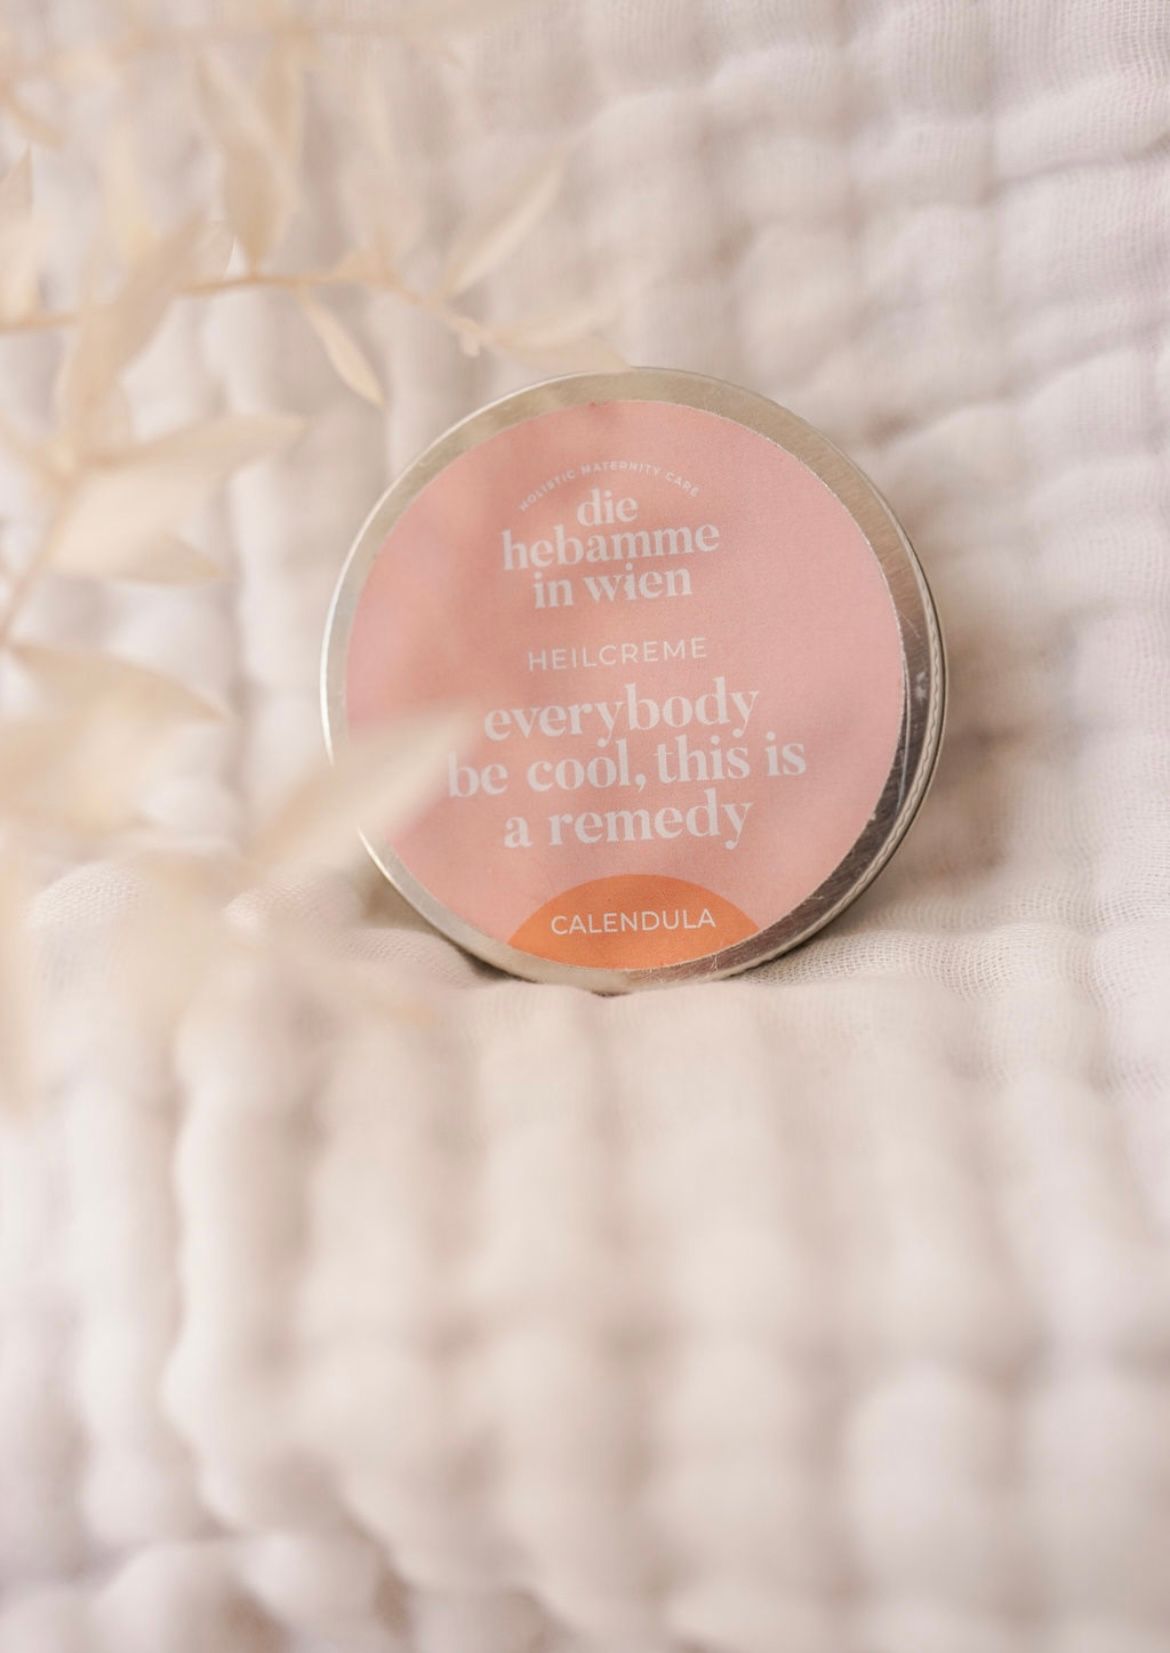 HOLISTIC MATERNITY CARE
die
hebamme
in wien
HEILCREME
everybody
be cool, this is
a remedy
CALENDULA